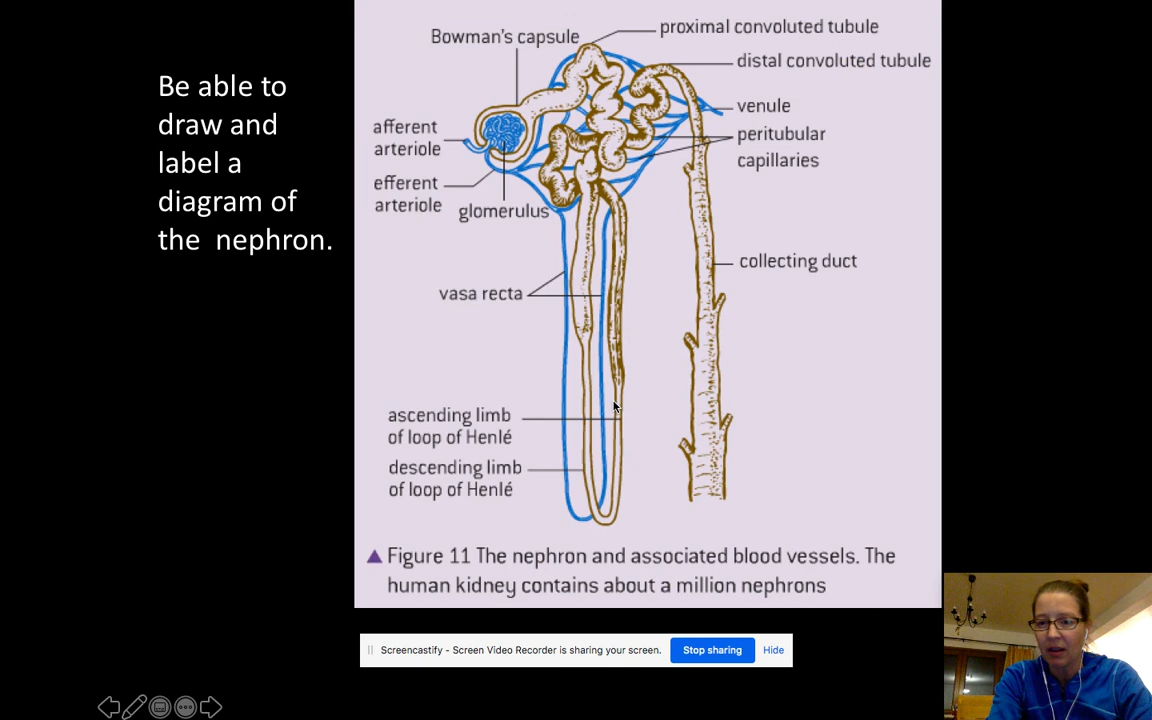 Be able to
draw and
label a
diagram of
the nephron.
Bowman's capsule
proximal convoluted tubule
distal convoluted tubule
venule
peritubular
capillaries
afferent
arteriole
efferent
arteriole
glomerulus
collecting duct
vasa recta
ascending limb
of loop of Henlé
descending limb
of loop of Henlé
▲ Figure 11 The nephron and associated blood vessels. The
human kidney contains about a million nephrons
Screencastify - Screen Video Recorder is sharing your screen.
Stop sharing
Hide